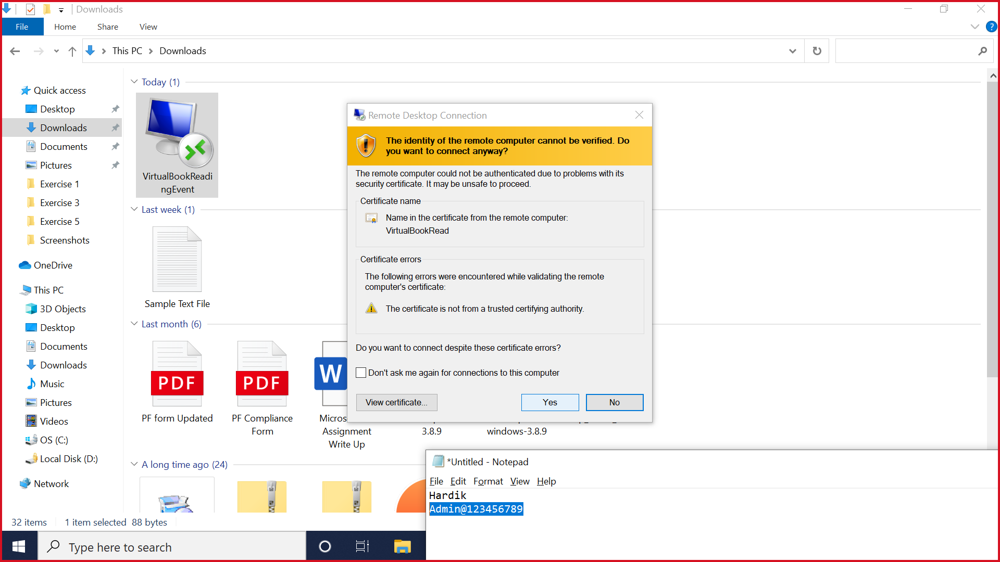 Downloads
File Home Share View
?
This PC > Downloads
Quick access
Desktop
Downloads
Documents
Pictures
Exercise 1
Exercise 3
Exercise 5
Screenshots
OneDrive
This PC
3D Objects
Desktop
Documents
Downloads
Music
Pictures
Videos
OS (C:)
Local Disk (D:)
Network
Today (1)
VirtualBookReadi
ngEvent
Last week (1)
Sample Text File
Last month (6)
PDF
PF form Updated
PDF
PF Compliance
Form
W
Micros
Assignment
Write Up
3.8.9
windows-3.8.9
A long time ago (24)
Remote Desktop Connection
The identity of the remote computer cannot be verified. Do
you want to connect anyway?
The remote computer could not be authenticated due to problems with its
security certificate. It may be unsafe to proceed.
Certificate name
Name in the certificate from the remote computer:
VirtualBookRead
Certificate errors
The following errors were encountered while validating the remote
computer's certificate:
The certificate is not from a trusted certifying authority.
Do you want to connect despite these certificate errors?
Don't ask me again for connections to this computer
View certificate... Yes No
*Untitled - Notepad
File Edit Format View Help
Hardik
Admin@123456789
32 items 1 item selected 88 bytes
Type here to search